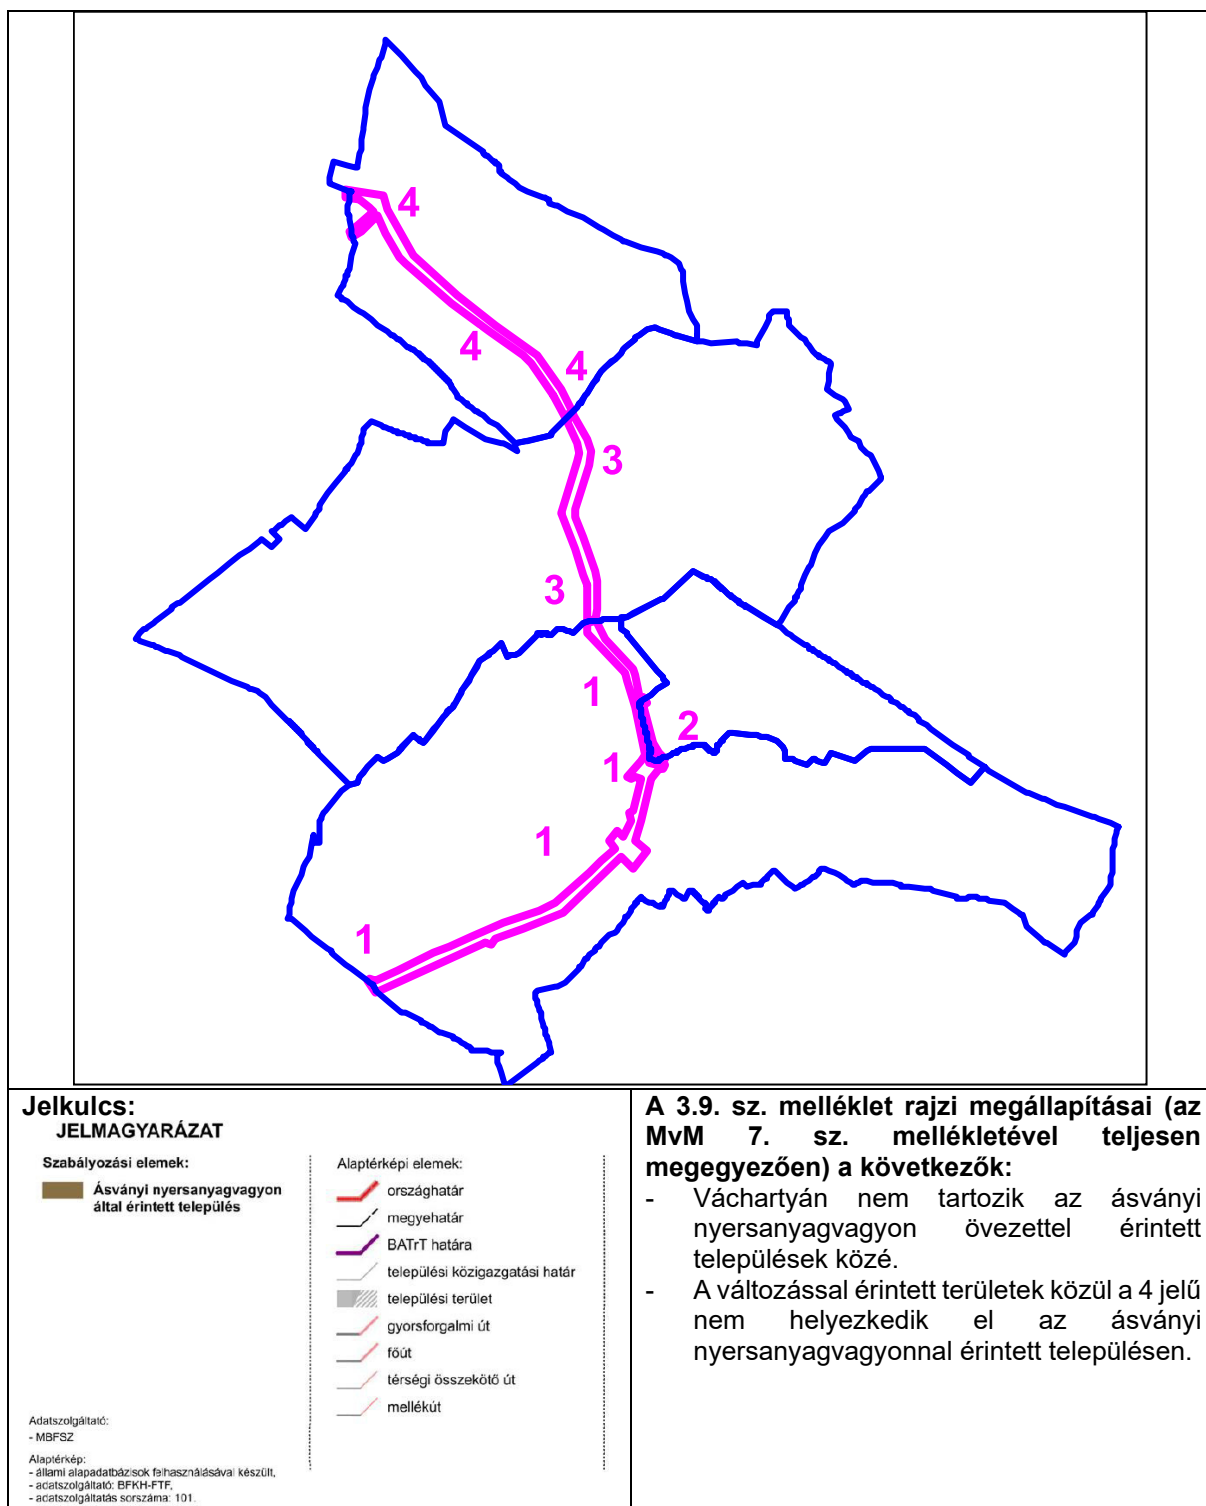 4
4
4
3
3
1
2
1
1
1
Jelkulcs:
JELMAGYARÁZAT
Szabályozási elemek:
Ásványi nyersanyagvagyon
által érintett település
Adatszolgáltató:
- MBFSZ
Alaptérkép:
- állami alapadatbázisok felhasználásával készült,
- adatszolgáltató: BFKH-FTF,
- adatszolgáltatás sorszáma: 101.
Alaptérképi elemek:
országhatár
megyehatár
BATrT határa
települési közigazgatási határ
települési terület
gyorsforgalmi út
főút
térségi összekötő út
mellékút
A 3.9. sz. melléklet rajzi megállapításai (az
MvM 7. sz. mellékletével teljesen
megegyezően) a következők:
- Váchartyán nem tartozik az ásványi
nyersanyagvagyon övezettel érintett
települések közé.
- A változással érintett területek közül a 4 jelű
nem helyezkedik el az ásványi
nyersanyagvagyonnal érintett településen.